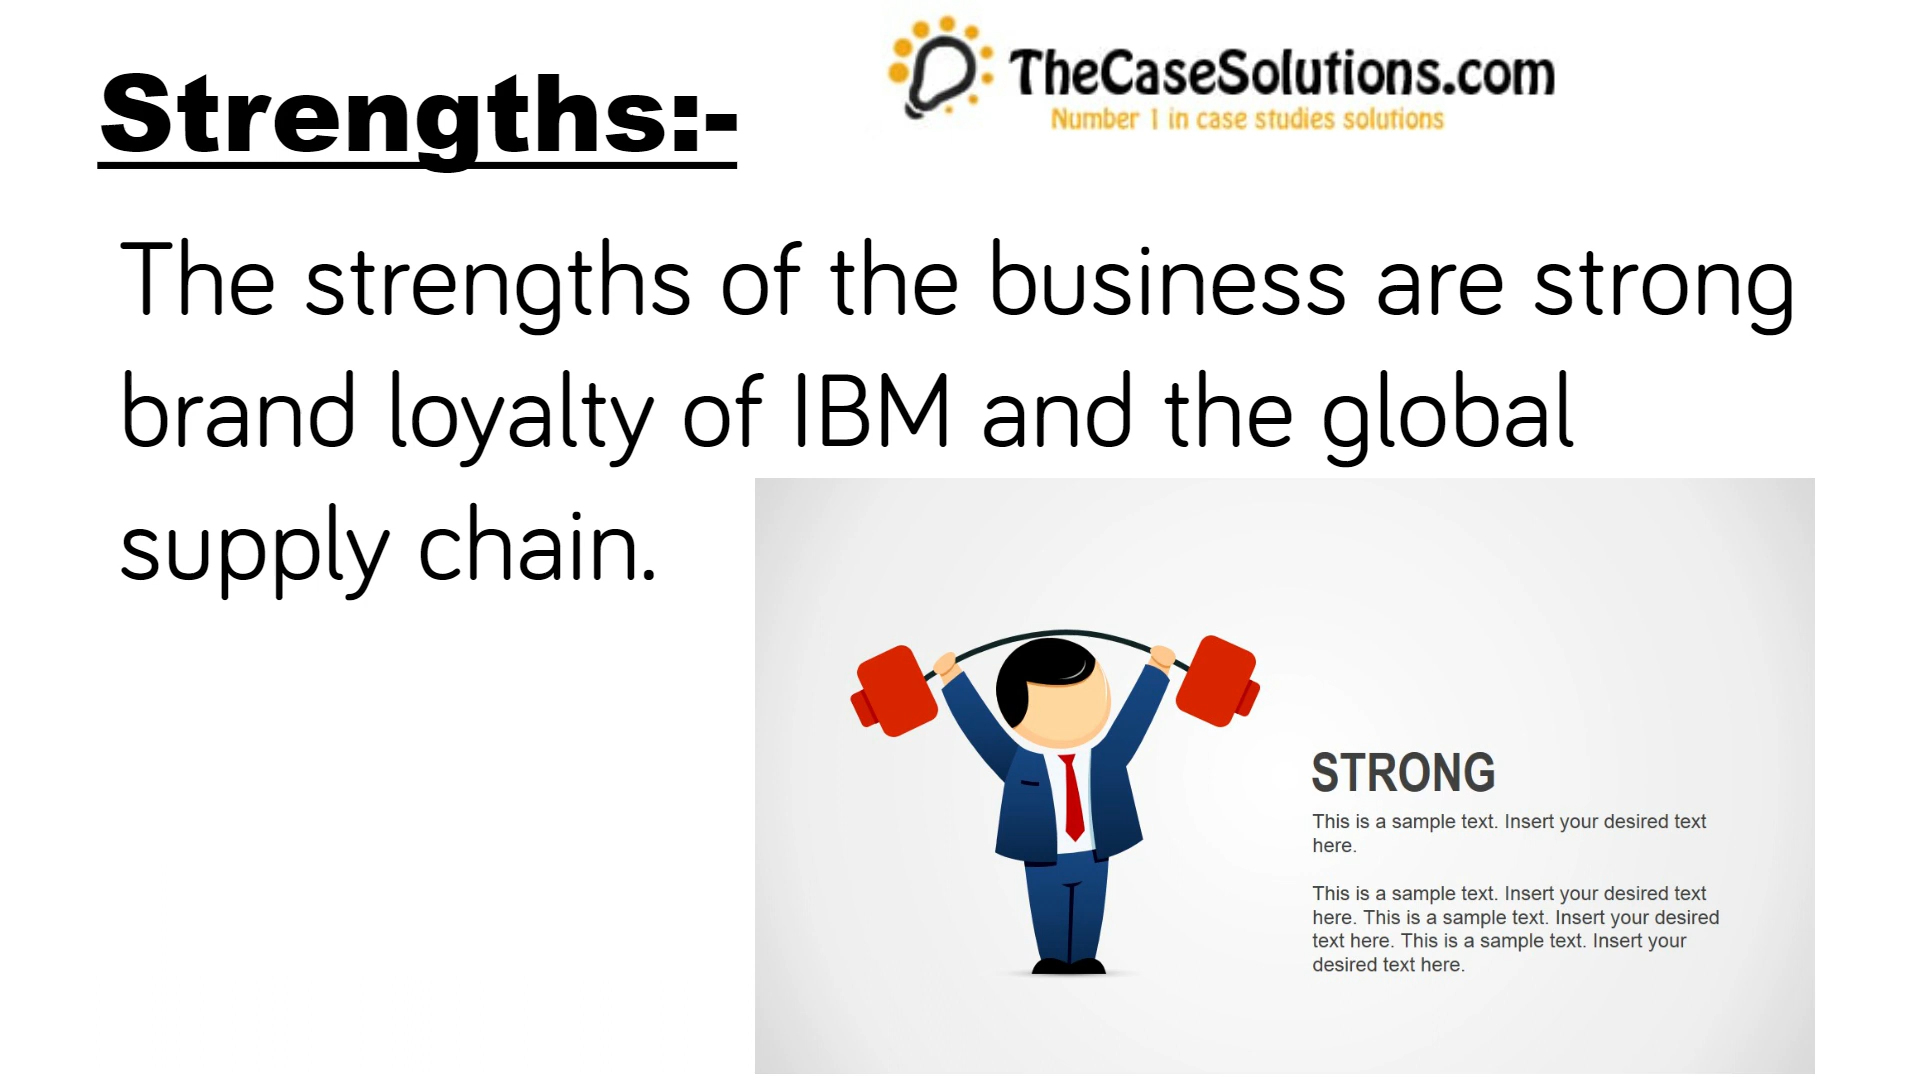 Strengths:-
TheCaseSolutions.com
Number 1 in case studies solutions
The strengths of the business are strong
brand loyalty of IBM and the global
supply chain.
STRONG
This is a sample text. Insert your desired text
here.
This is a sample text. Insert your desired text
here. This is a sample text. Insert your desired
text here. This is a sample text. Insert your
desired text here.